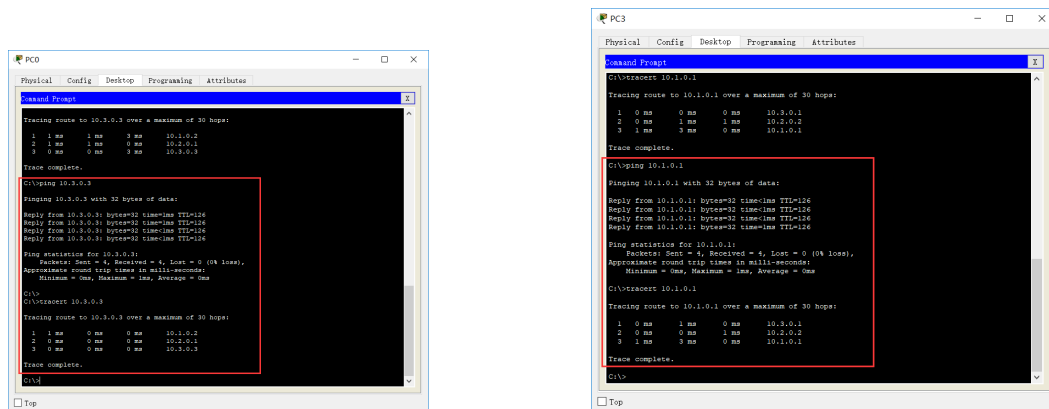 PC0
Physical Config Desktop Programming Attributes
Command Prompt X
Tracing route to 10.3.0.3 over a maximum of 30 hops:
1 1 ms 1 ms 3 ms 10.1.0.2
2 1 ms 1 ms 0 ms 10.2.0.1
3 0 ms 0 ms 3 ms 10.3.0.3
Trace complete.
C:\>ping 10.3.0.3
Pinging 10.3.0.3 with 32 bytes of data:
Reply from 10.3.0.3: bytes=32 time=1ms TTL=126
Reply from 10.3.0.3: bytes=32 time<1ms TTL=126
Reply from 10.3.0.3: bytes=32 time<1ms TTL=126
Reply from 10.3.0.3: bytes=32 time<1ms TTL=126
Ping statistics for 10.3.0.3:
Packets: Sent = 4, Received = 4, Lost = 0 (0% loss),
Approximate round trip times in milli-seconds:
Minimum = 0ms, Maximum = 1ms, Average = 0ms
C:\>
C:\>tracert 10.3.0.3
Tracing route to 10.3.0.3 over a maximum of 30 hops:
1 1 ms 0 ms 0 ms 10.1.0.2
2 0 ms 0 ms 0 ms 10.2.0.1
3 0 ms 0 ms 0 ms 10.3.0.3
Trace complete.
C:\>
Top
PC3
Physical Config Desktop Programming Attributes
Command Prompt X
C:\>tracert 10.1.0.1
Tracing route to 10.1.0.1 over a maximum of 30 hops:
1 0 ms 0 ms 0 ms 10.3.0.1
2 0 ms 1 ms 1 ms 10.2.0.2
3 1 ms 3 ms 0 ms 10.1.0.1
Trace complete.
C:\>ping 10.1.0.1
Pinging 10.1.0.1 with 32 bytes of data:
Reply from 10.1.0.1: bytes=32 time<1ms TTL=126
Reply from 10.1.0.1: bytes=32 time<1ms TTL=126
Reply from 10.1.0.1: bytes=32 time<1ms TTL=126
Reply from 10.1.0.1: bytes=32 time=1ms TTL=126
Ping statistics for 10.1.0.1:
Packets: Sent = 4, Received = 4, Lost = 0 (0% loss),
Approximate round trip times in milli-seconds:
Minimum = 0ms, Maximum = 1ms, Average = 0ms
C:\>tracert 10.1.0.1
Tracing route to 10.1.0.1 over a maximum of 30 hops:
1 0 ms 1 ms 0 ms 10.3.0.1
2 0 ms 0 ms 1 ms 10.2.0.2
3 1 ms 3 ms 0 ms 10.1.0.1
Trace complete.
C:\>
Top